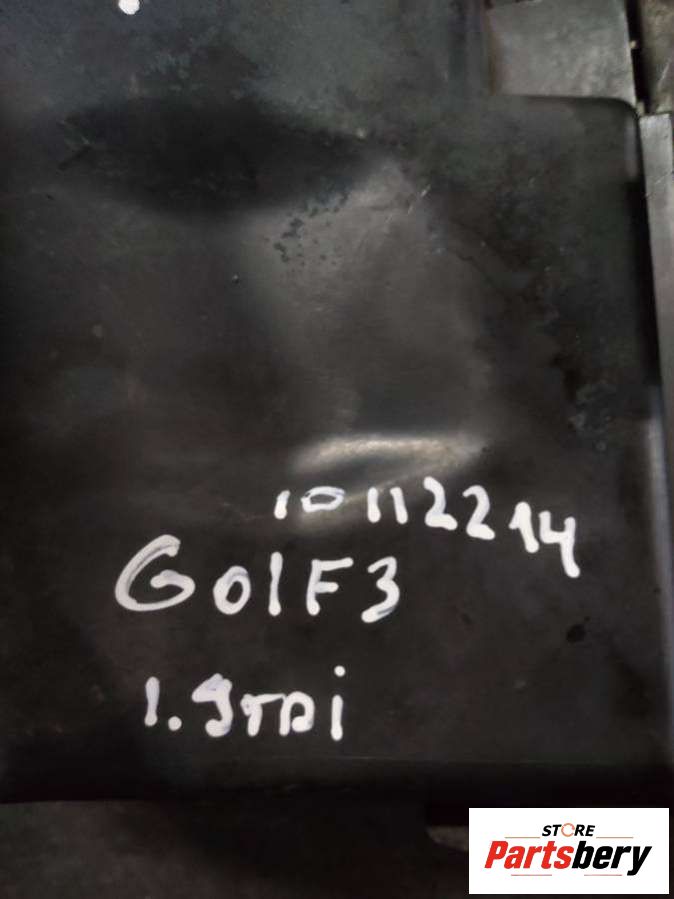 10112214
GolF3
1.9TDi
STORE
Partsbery